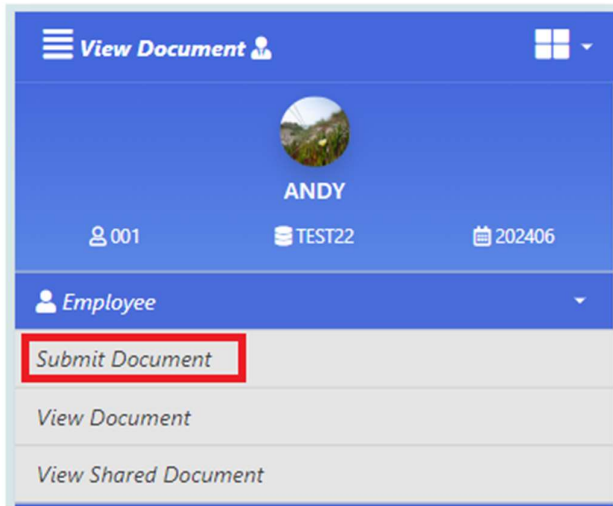 View Document
ANDY
001 TEST22 202406
Employee
Submit Document
View Document
View Shared Document